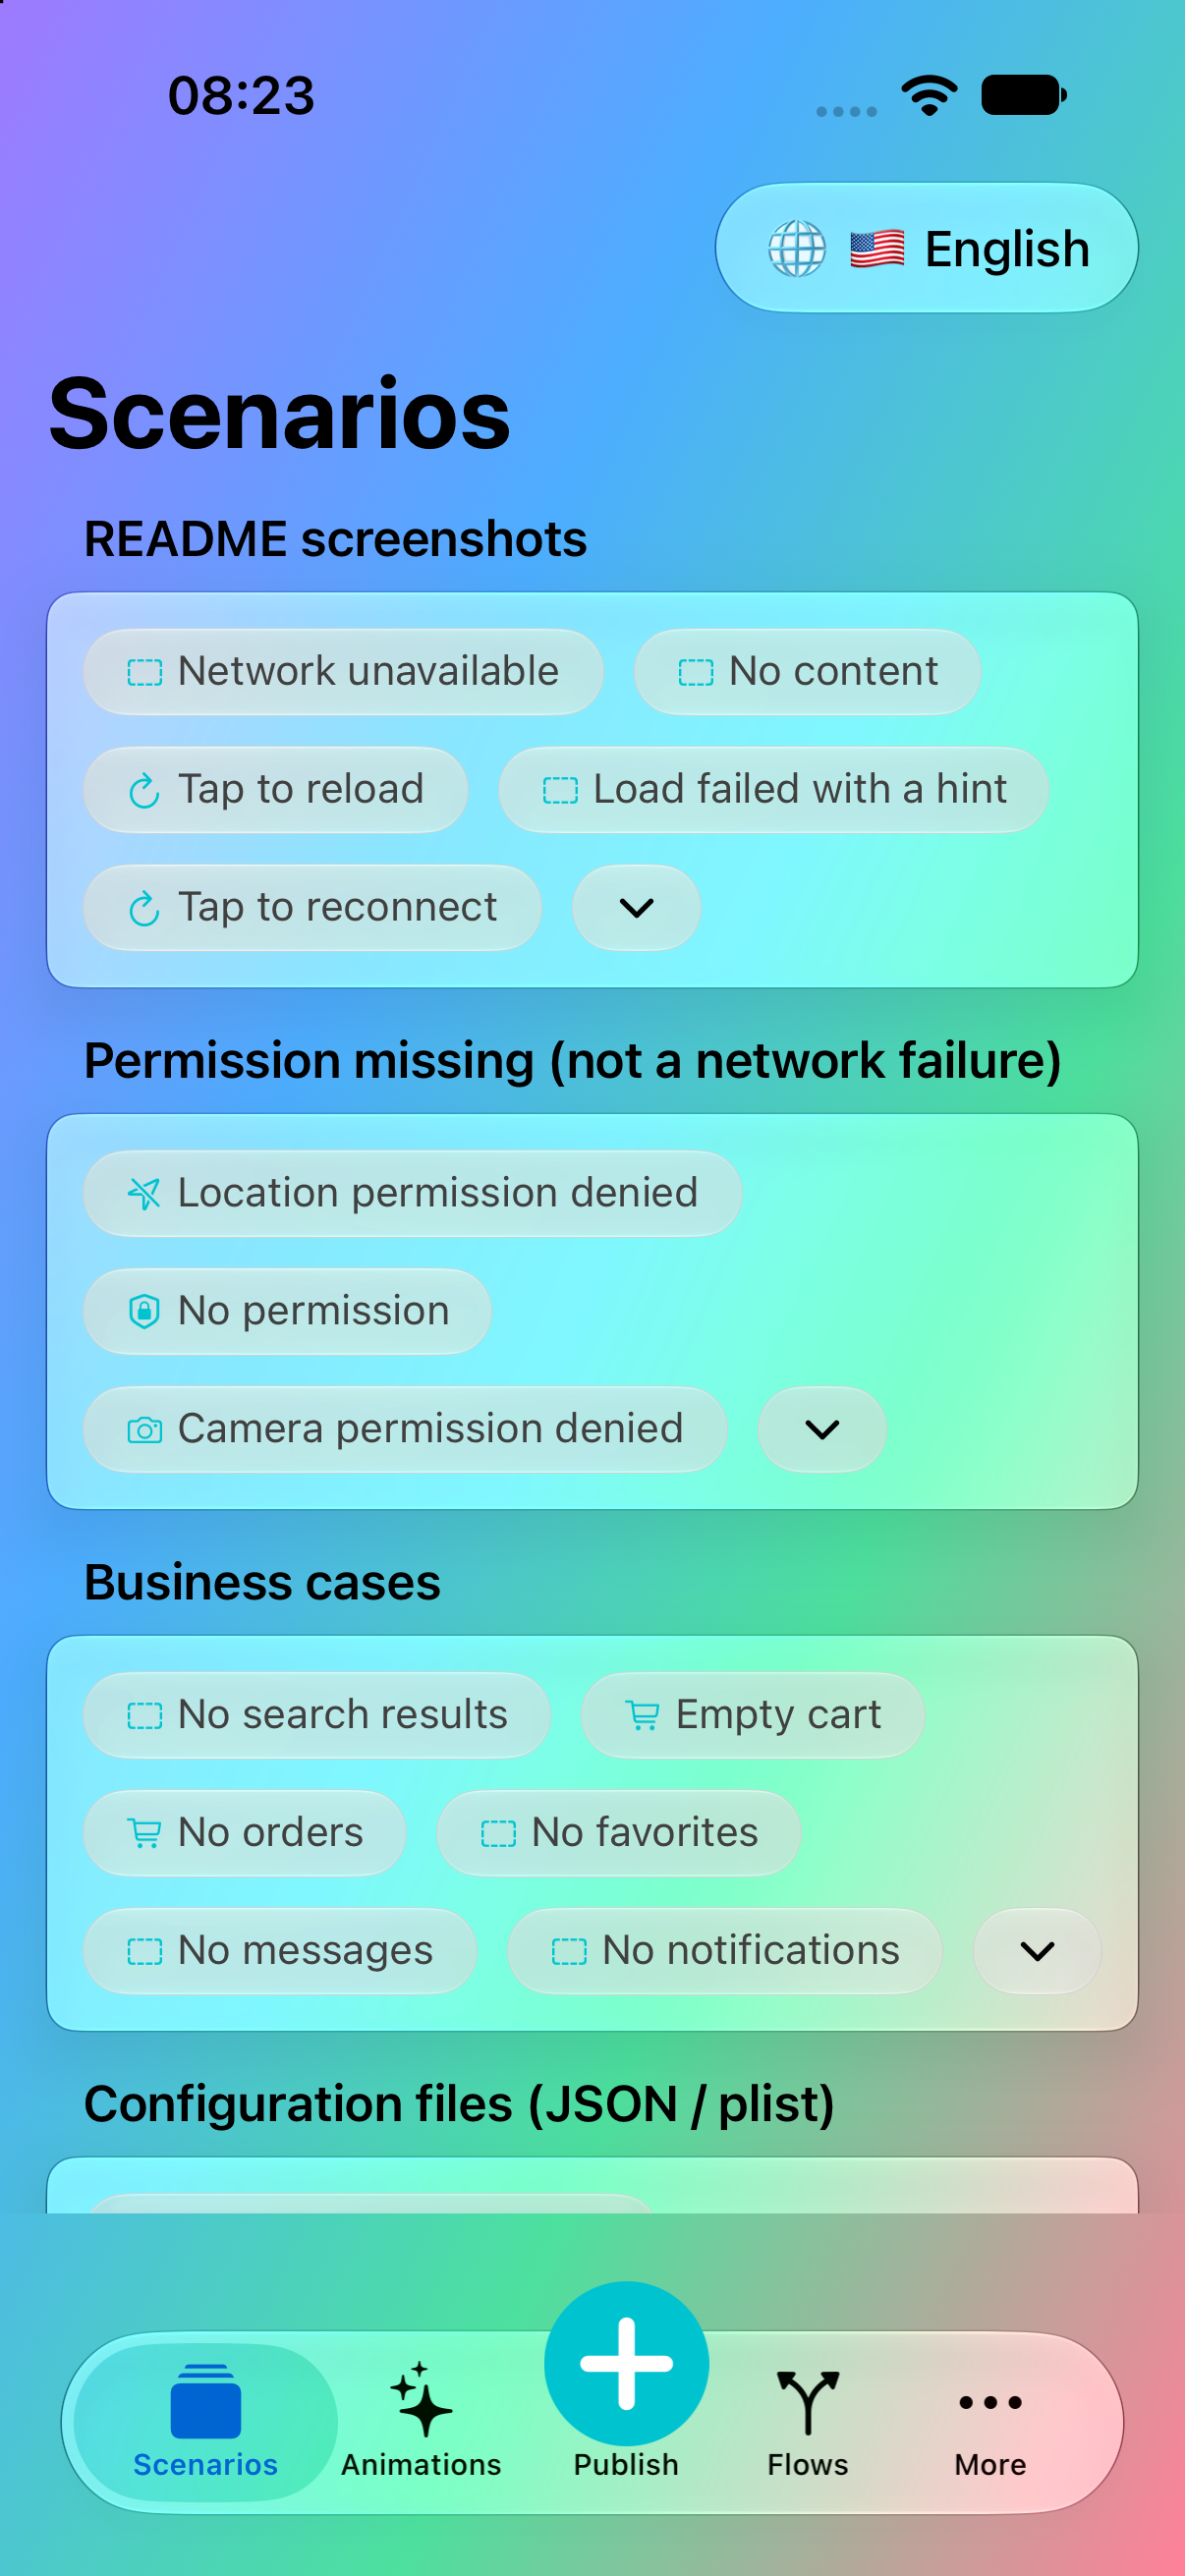 08:23
English
Scenarios
README screenshots
Network unavailable
No content
Tap to reload
Load failed with a hint
Tap to reconnect
Permission missing (not a network failure)
Location permission denied
No permission
Camera permission denied
Business cases
No search results
Empty cart
No orders
No favorites
No messages
No notifications
Configuration files (JSON / plist)
Scenarios
Animations
Publish
Flows
More